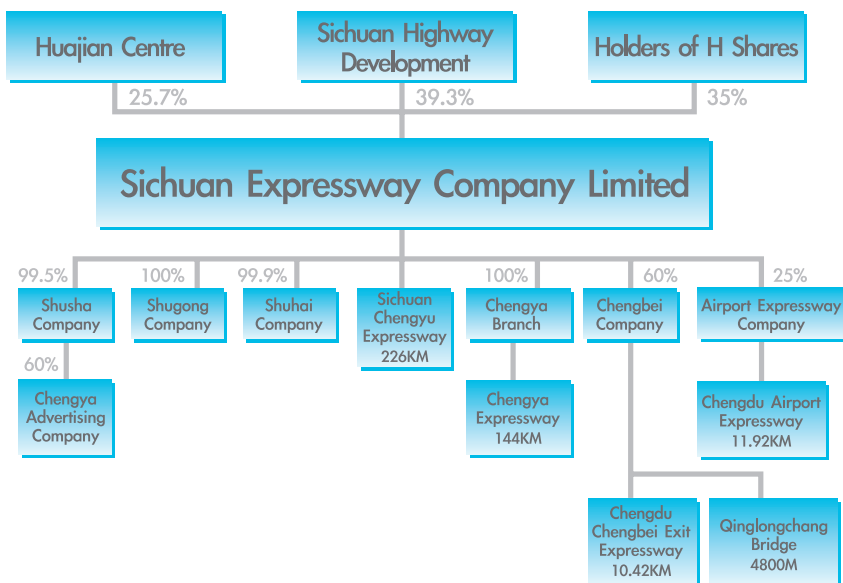 Huajian Centre
Sichuan Highway
Development
Holders of H Shares
25.7%
39.3%
35%
Sichuan Expressway Company Limited
99.5%
100%
99.9%
100%
60%
25%
Shusha
Company
Shugong
Company
Shuhai
Company
Sichuan
Chengyu
Expressway
226KM
Chengya
Branch
Chengbei
Company
Airport Expressway
Company
60%
Chengya
Advertising
Company
Chengya
Expressway
144KM
Chengdu Airport
Expressway
11.92KM
Chengdu
Chengbei Exit
Expressway
10.42KM
Qinglongchang
Bridge
4800M